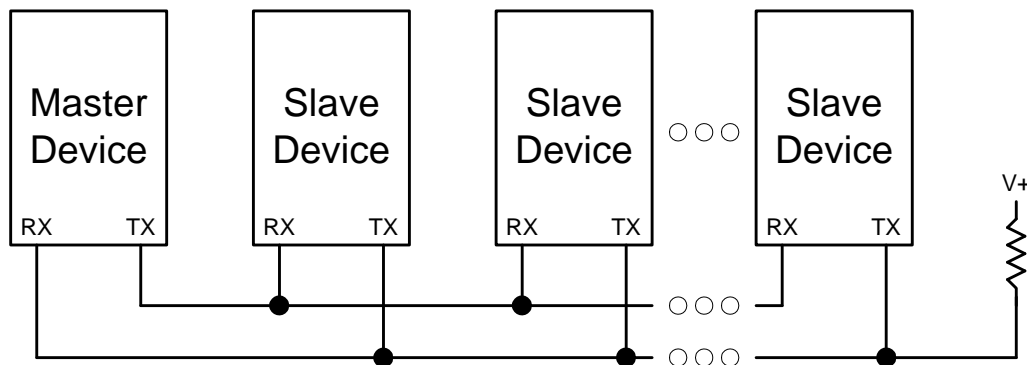 Master
Device
Slave
Device
Slave
Device
Slave
Device
V+
RX TX
RX TX
RX TX
RX TX